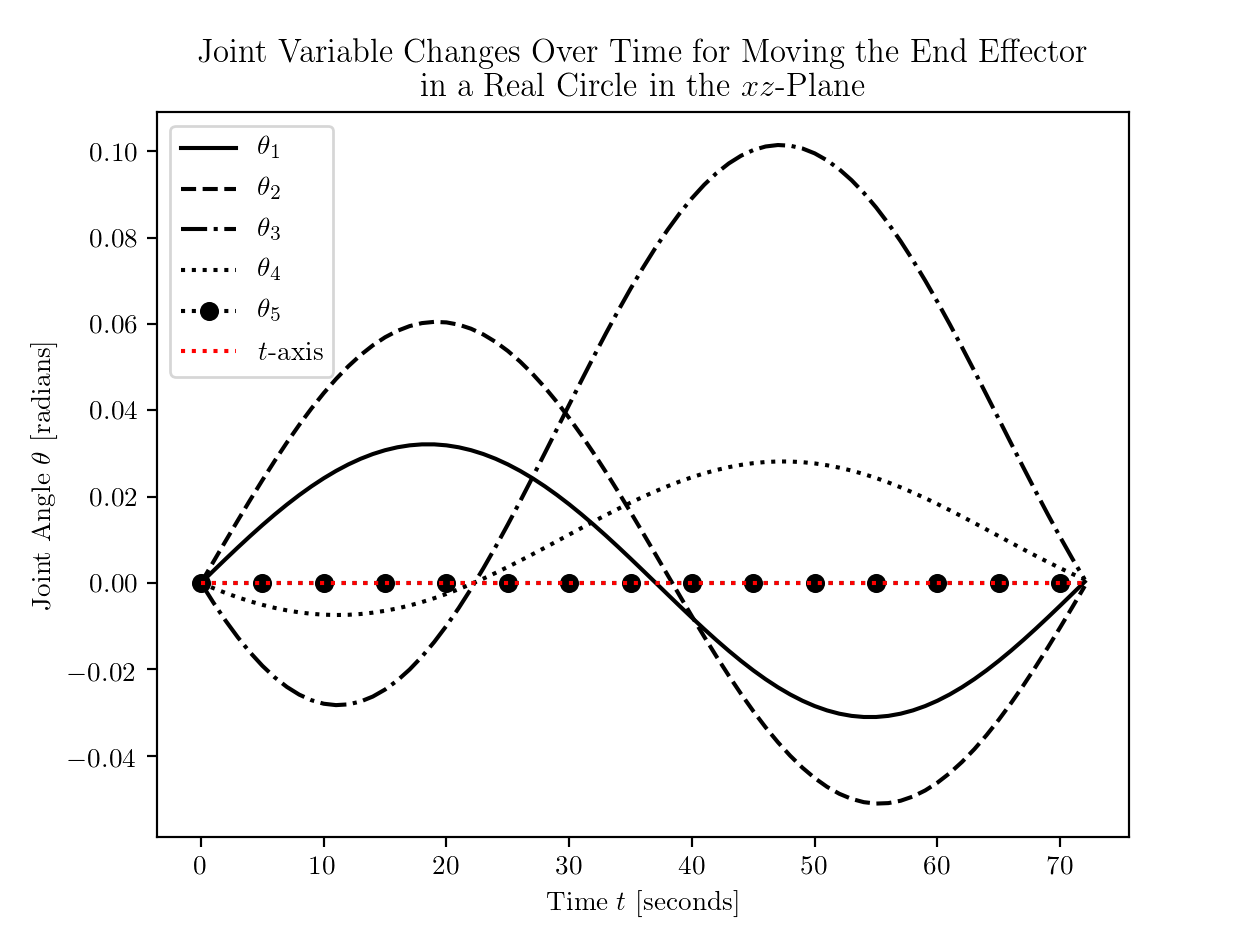 Joint Variable Changes Over Time for Moving the End Effector
in a Real Circle in the xz-Plane
θ1
θ2
θ3
θ4
θ5
t-axis
Joint Angle θ [radians]
0.10
0.08
0.06
0.04
0.02
0.00
−0.02
−0.04
0 10 20 30 40 50 60 70
Time t [seconds]